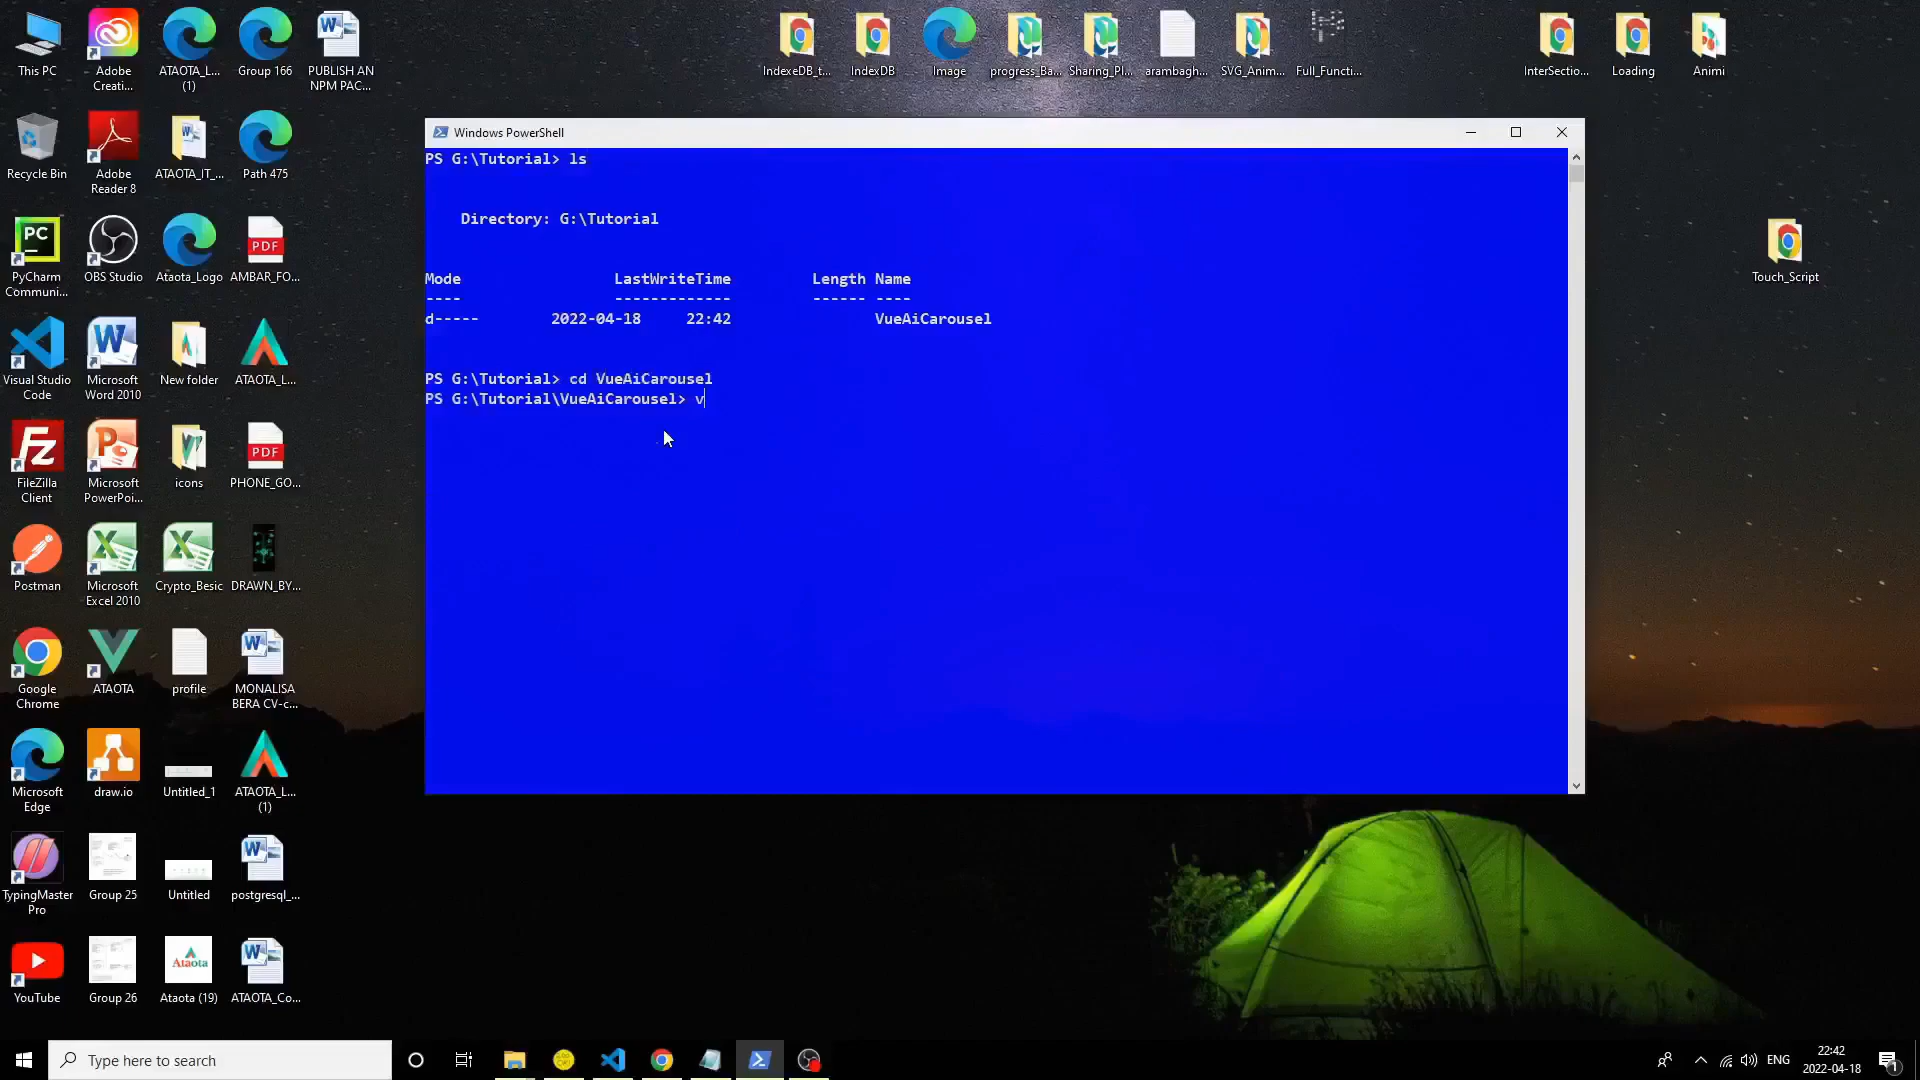 This PC
Adobe
Creati...
ATAOTA_L...
(1)
Group 166
PUBLISH AN
NPM PAC...
IndexeDB_t...
IndexDB
Image
progress_Ba...
Sharing_Pl...
arambagh...
SVG_Anim...
Full_Functi...
InterSectio...
Loading
Animi
Recycle Bin
Adobe
Reader 8
ATAOTA_IT_...
Path 475
PC
PyCharm
Communi...
OBS Studio
Ataota_Logo
PDF
AMBAR_FO...
Touch_Script
Visual Studio
Code
Microsoft
Word 2010
New folder
ATAOTA_L...
FileZilla
Client
Microsoft
PowerPoi...
icons
PDF
PHONE_GO...
Postman
Microsoft
Excel 2010
Crypto_Besic
DRAWN_BY...
Google
Chrome
ATAOTA
profile
MONALISA
BERA CV-c...
Microsoft
Edge
draw.io
Untitled_1
ATAOTA_L...
(1)
TypingMaster
Pro
Group 25
Untitled
postgresql_...
YouTube
Group 26
Ataota
Ataota (19)
ATAOTA_Co...
Windows PowerShell
PS G:\Tutorial> ls
Directory: G:\Tutorial
Mode LastWriteTime Length Name
---- ------------- ------ ----
d----- 2022-04-18 22:42 VueAiCarousel
PS G:\Tutorial> cd VueAiCarousel
PS G:\Tutorial\VueAiCarousel> v
Type here to search
ENG
22:42
2022-04-18
1